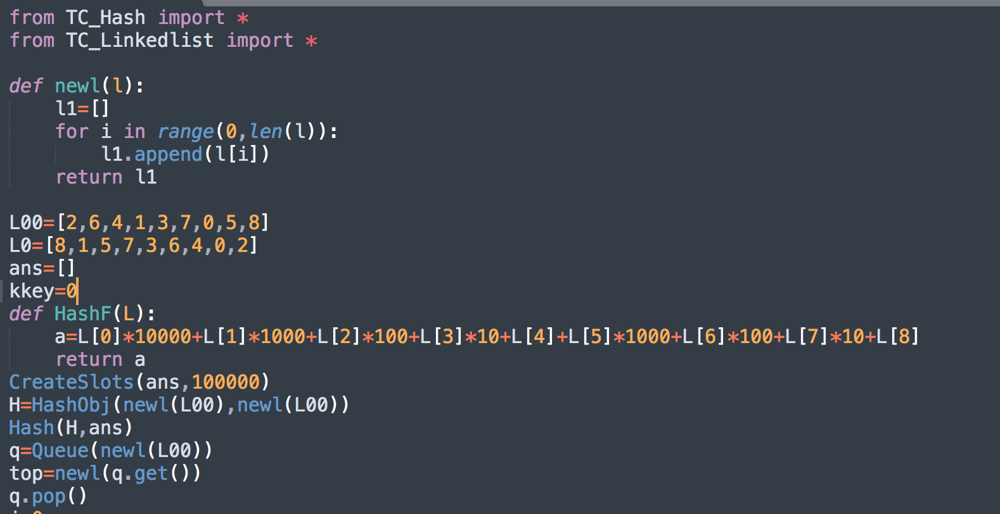 from TC_Hash import *
from TC_Linkedlist import *
def newl(l):
    l1=[]
    for i in range(0,len(l)):
        l1.append(l[i])
    return l1
L00=[2,6,4,1,3,7,0,5,8]
L0=[8,1,5,7,3,6,4,0,2]
ans=[]
kkey=0
def HashF(L):
    a=L[0]*10000+L[1]*1000+L[2]*100+L[3]*10+L[4]+L[5]*1000+L[6]*100+L[7]*10+L[8]
    return a
CreateSlots(ans,100000)
H=HashObj(newl(L00),newl(L00))
Hash(H,ans)
q=Queue(newl(L00))
top=newl(q.get())
q.pop()